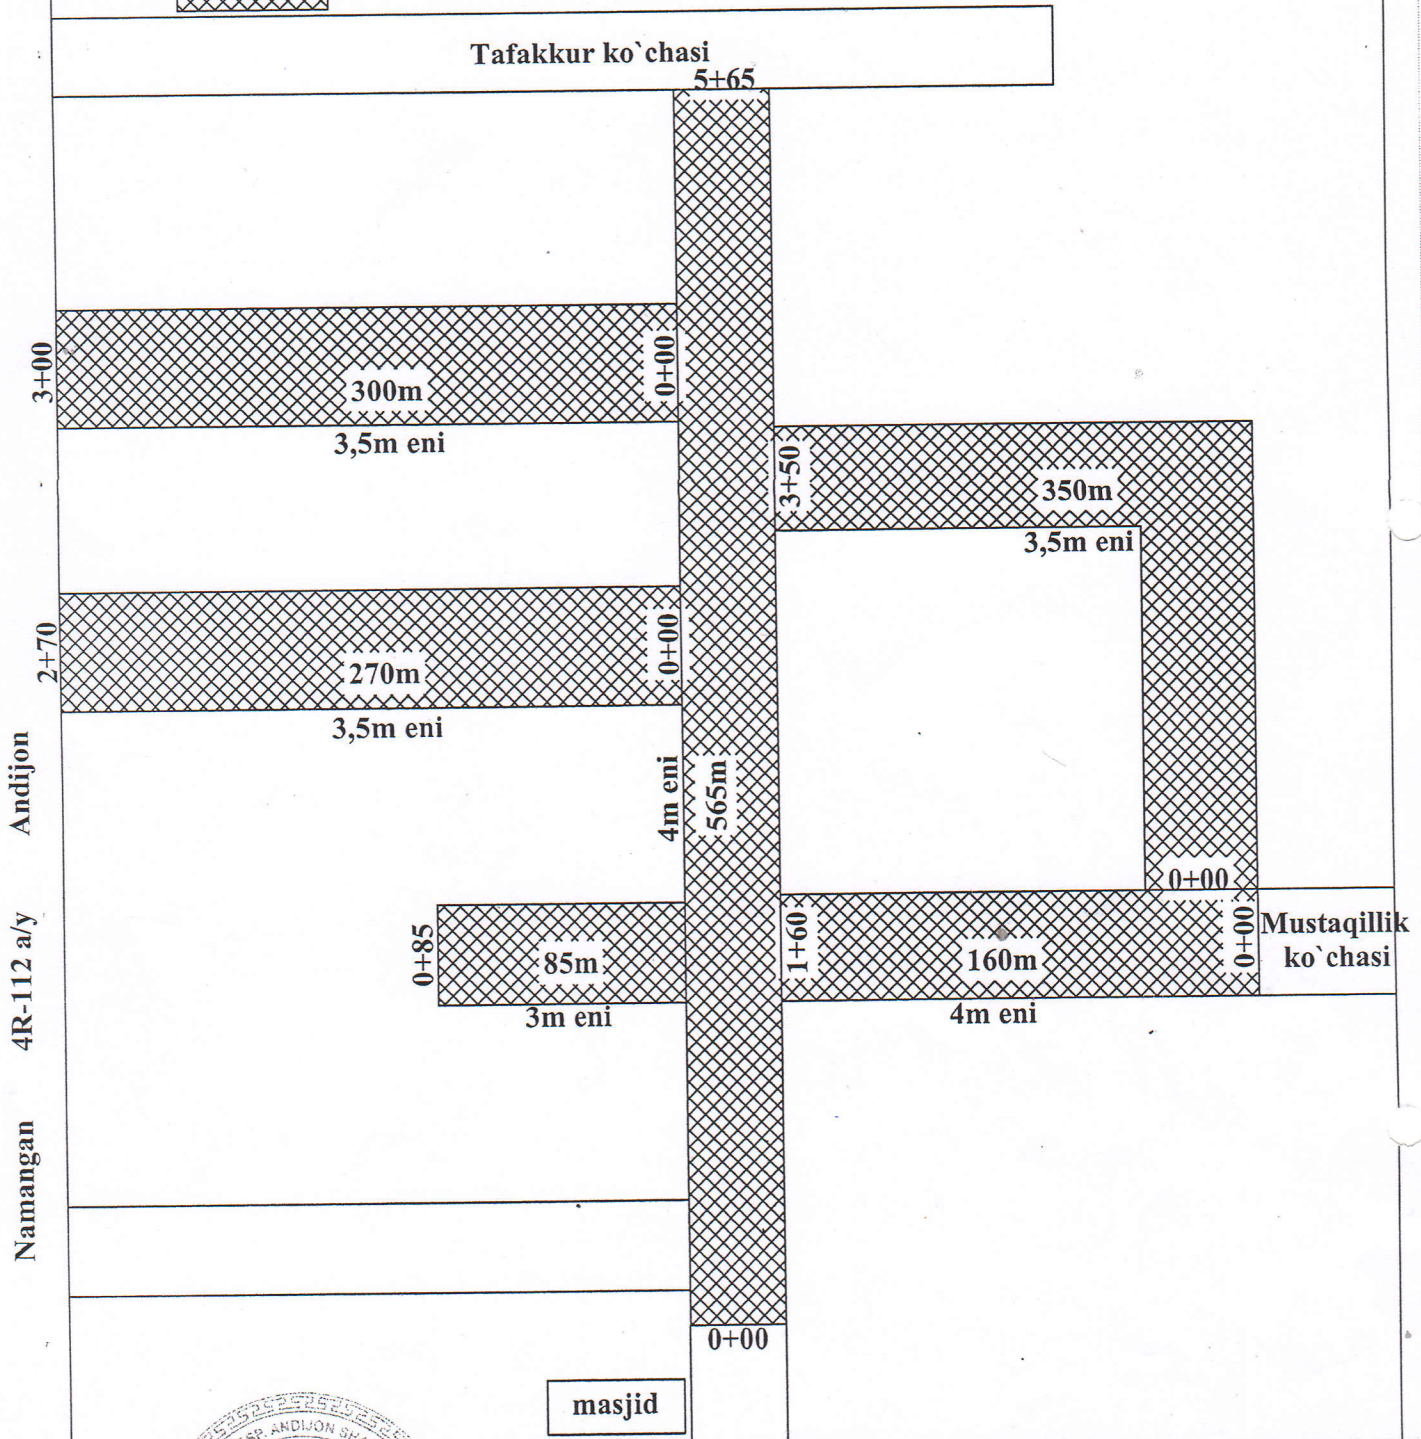 Tafakkur ko`chasi
5+65
3+00
300m
0+00
3,5m eni
3+50
350m
3,5m eni
2+70
270m
0+00
3,5m eni
4m eni
565m
0+00
0+85
85m
3m eni
1+60
160m
0+00
4m eni
Mustaqillik
ko`chasi
Namangan 4R-112 a/y Andijon
0+00
masjid
ANDIJON